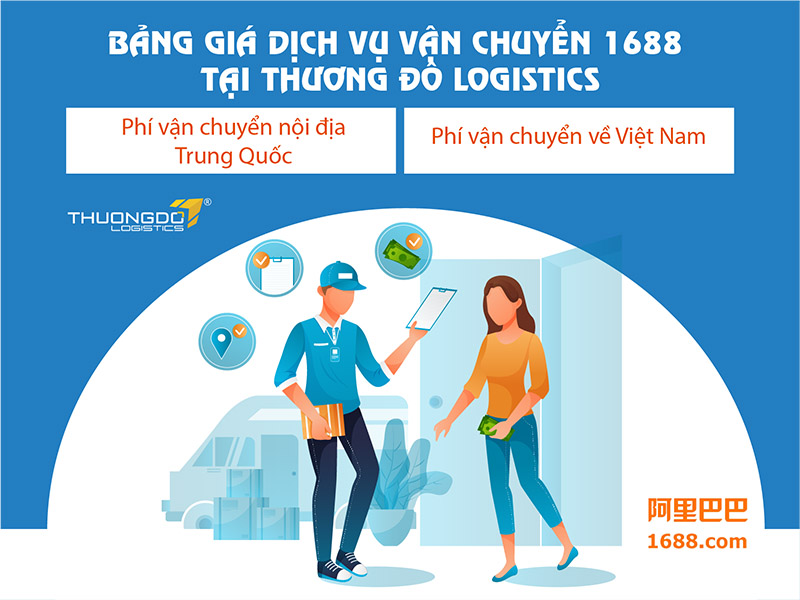 BẢNG GIÁ DỊCH VỤ VẬN CHUYỂN 1688
TẠI THƯƠNG ĐÔ LOGISTICS
Phí vận chuyển nội địa
Trung Quốc
Phí vận chuyển về Việt Nam
THUONGDO
®
LOGISTICS
阿里巴巴
1688.com